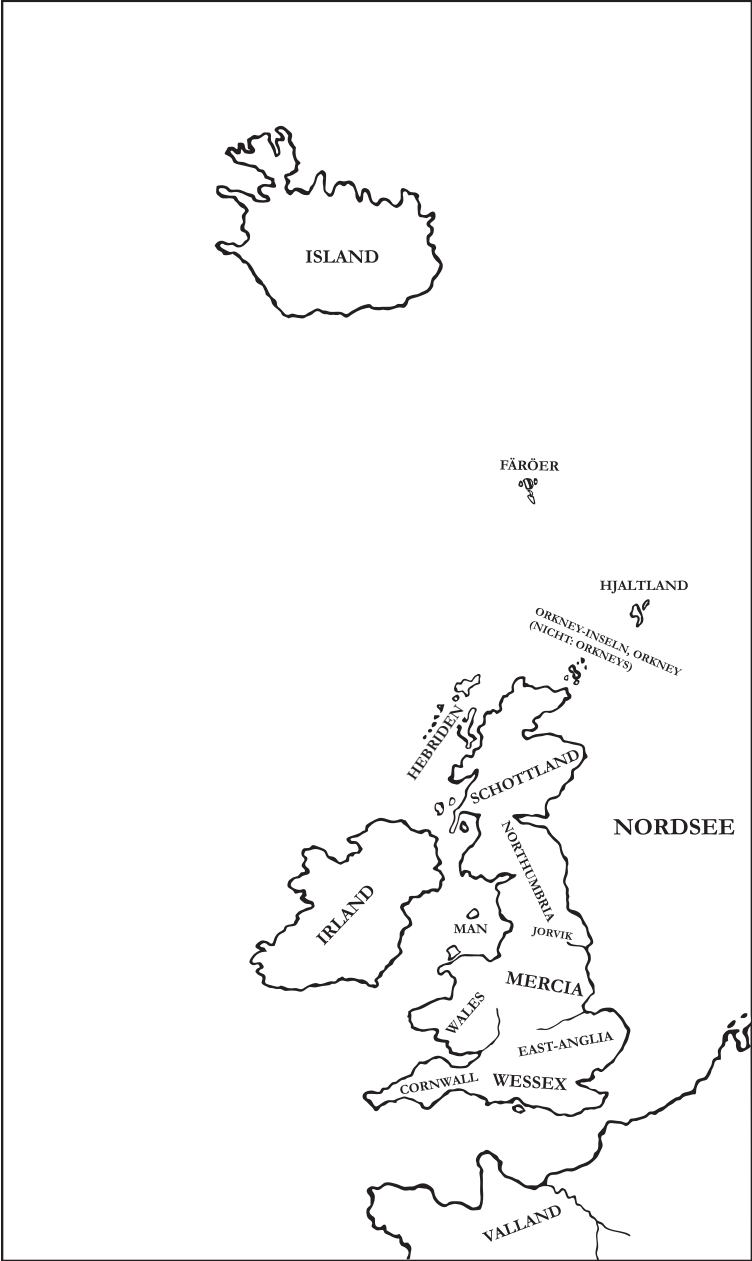 ISLAND
FÄRÖER
HJALTLAND
ORKNEY-INSELN, ORKNEY
(NICHT: ORKNEYS)
HEBRIDEN
SCHOTTLAND
NORDSEE
NORTHUMBRIA
IRLAND
MAN
JORVIK
MERCIA
WALES
EAST-ANGLIA
CORNWALL
WESSEX
VALLAND